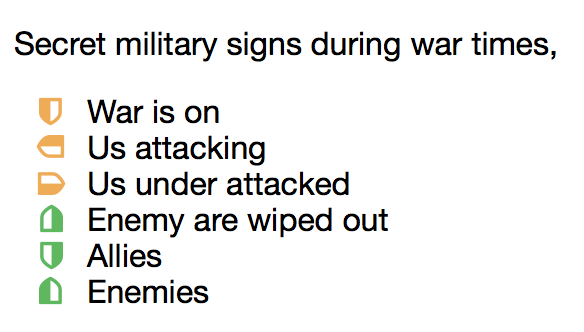 Secret military signs during war times,
War is on
Us attacking
Us under attacked
Enemy are wiped out
Allies
Enemies